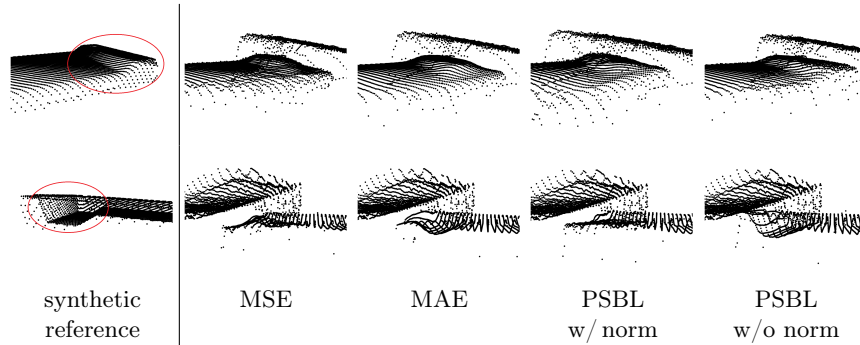 synthetic
reference
MSE
MAE
PSBL
w/ norm
PSBL
w/o norm